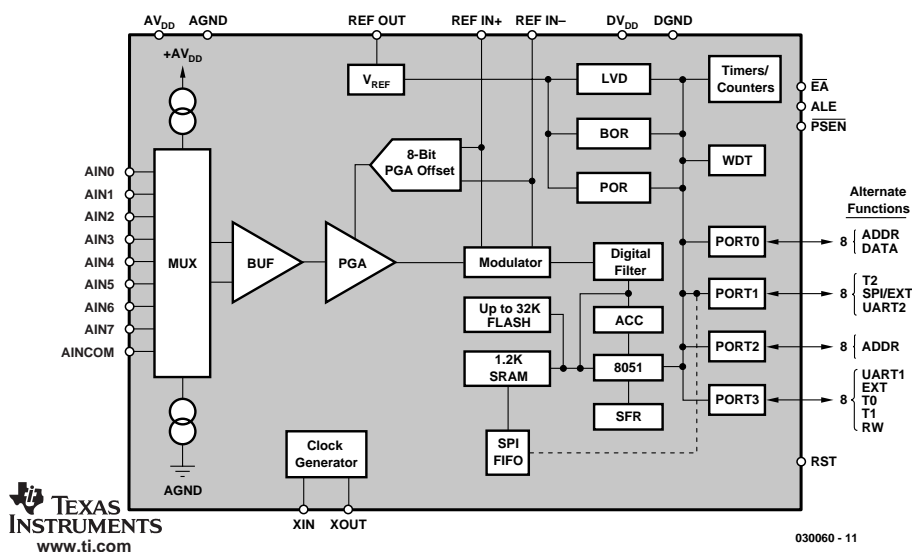 AVDD AGND REF OUT REF IN+ REF IN– DVDD DGND
+AVDD
VREF
LVD
Timers/
Counters
EA
ALE
PSEN
BOR
8-Bit
PGA Offset
WDT
POR
AIN0
AIN1
AIN2
AIN3
AIN4
AIN5
AIN6
AIN7
AINCOM
MUX
BUF
PGA
Modulator
Digital
Filter
Up to 32K
FLASH
ACC
1.2K
SRAM
8051
SFR
SPI
FIFO
Alternate
Functions
PORT0 8 ADDR
DATA
PORT1 8 T2
SPI/EXT
UART2
PORT2 8 ADDR
PORT3 8 UART1
EXT
T0
T1
RW
Clock
Generator
AGND
RST
XIN XOUT
ti
TEXAS
INSTRUMENTS
www.ti.com
030060 - 11